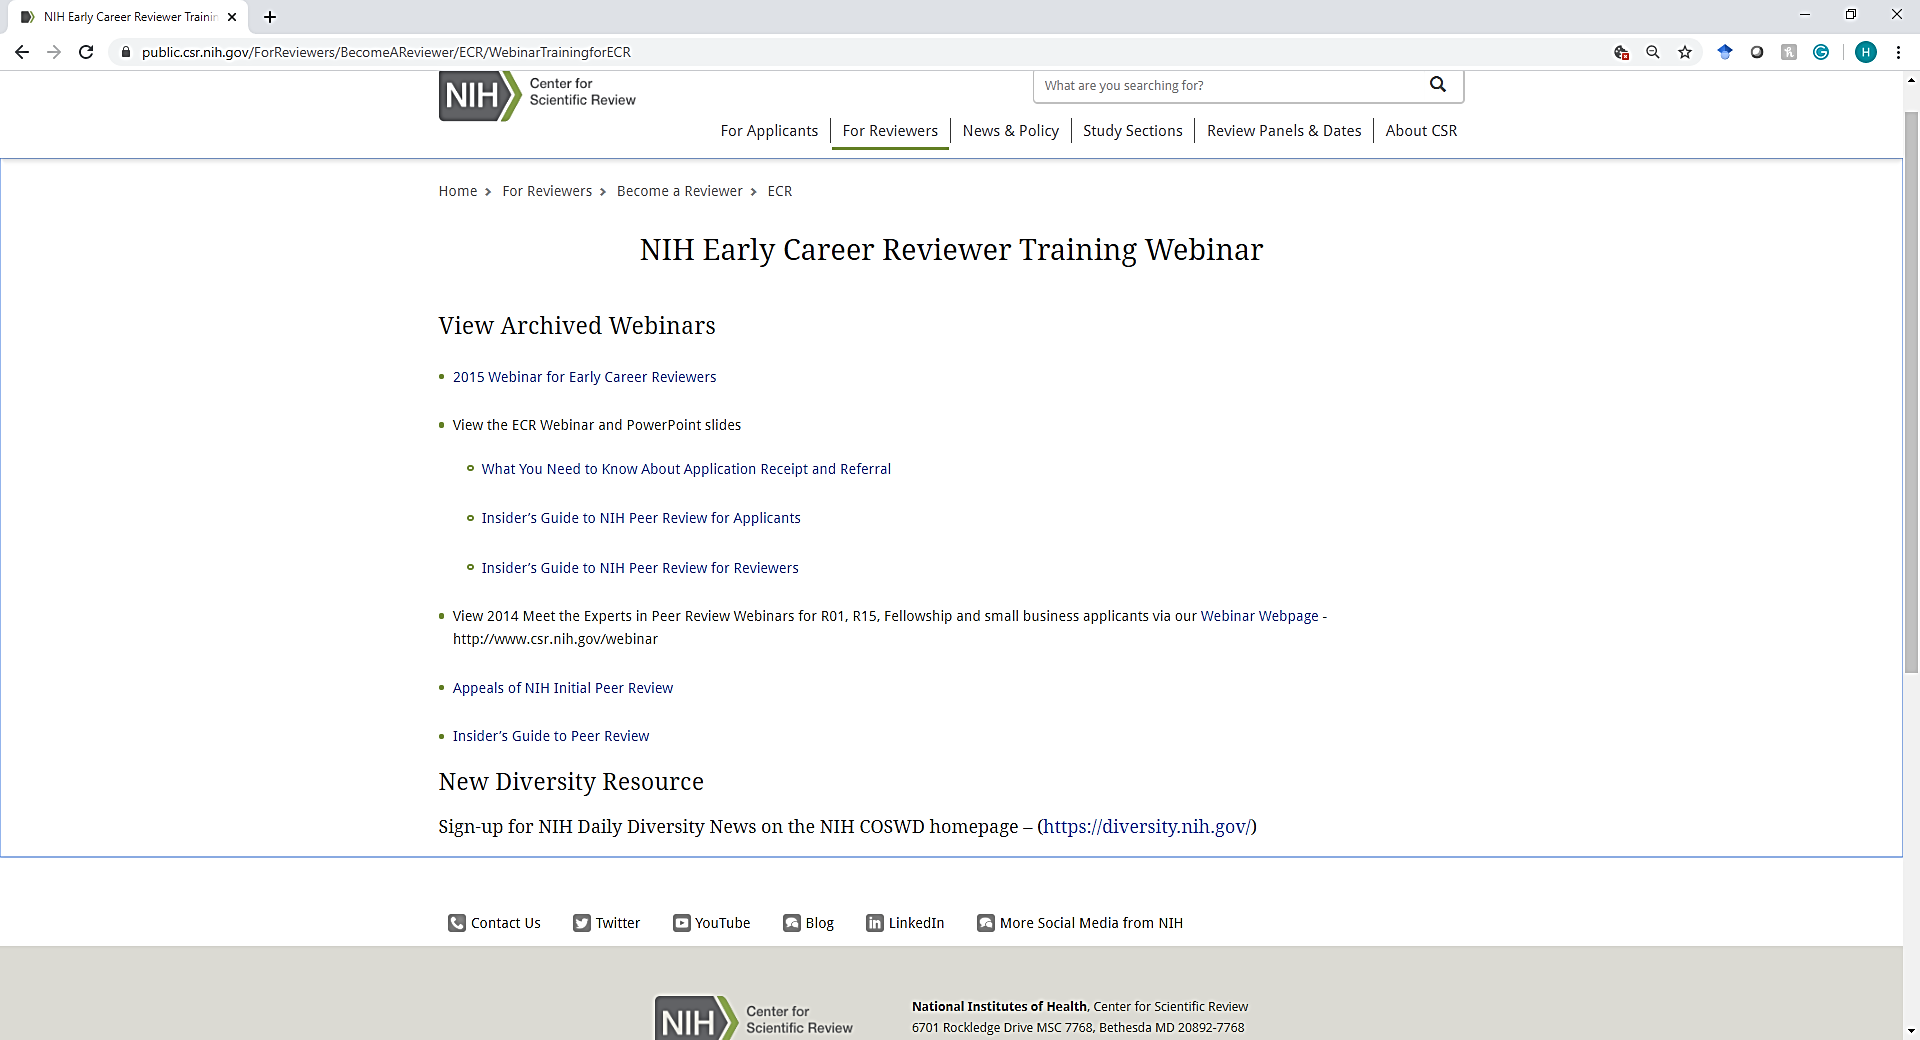 NIH Early Career Reviewer Trainin
public.csr.nih.gov/ForReviewers/BecomeAReviewer/ECR/WebinarTrainingforECR
H
NIH
Center for
Scientific Review
What are you searching for?
For Applicants
For Reviewers
News & Policy
Study Sections
Review Panels & Dates
About CSR
Home
For Reviewers
Become a Reviewer
ECR
NIH Early Career Reviewer Training Webinar
View Archived Webinars
2015 Webinar for Early Career Reviewers
View the ECR Webinar and PowerPoint slides
What You Need to Know About Application Receipt and Referral
Insider’s Guide to NIH Peer Review for Applicants
Insider’s Guide to NIH Peer Review for Reviewers
View 2014 Meet the Experts in Peer Review Webinars for R01, R15, Fellowship and small business applicants via our Webinar Webpage -
http://www.csr.nih.gov/webinar
Appeals of NIH Initial Peer Review
Insider’s Guide to Peer Review
New Diversity Resource
Sign-up for NIH Daily Diversity News on the NIH COSWD homepage – (https://diversity.nih.gov/)
Contact Us
Twitter
YouTube
Blog
LinkedIn
More Social Media from NIH
NIH
Center for
Scientific Review
National Institutes of Health, Center for Scientific Review
6701 Rockledge Drive MSC 7768, Bethesda MD 20892-7768